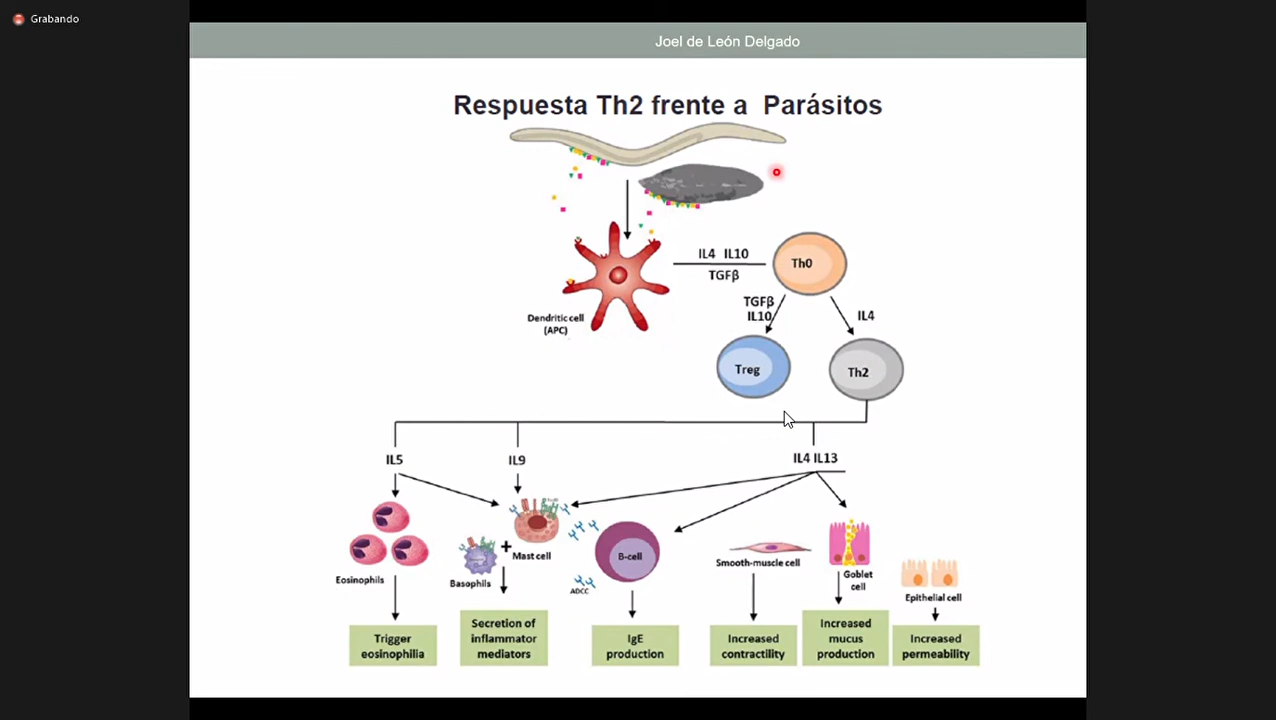 Grabando
Joel de León Delgado
Respuesta Th2 frente a Parásitos
IL4 IL10
TGFβ
Th0
Dendritic cell
(APC)
TGFβ
IL10
IL4
Treg
Th2
IL5
IL9
IL4 IL13
Eosinophils
Basophils
+
Mast cell
B-cell
ADCC
Smooth-muscle cell
Goblet
cell
Epithelial cell
Trigger
eosinophilia
Secretion of
inflammator
mediators
IgE
production
Increased
contractility
Increased
mucus
production
Increased
permeability